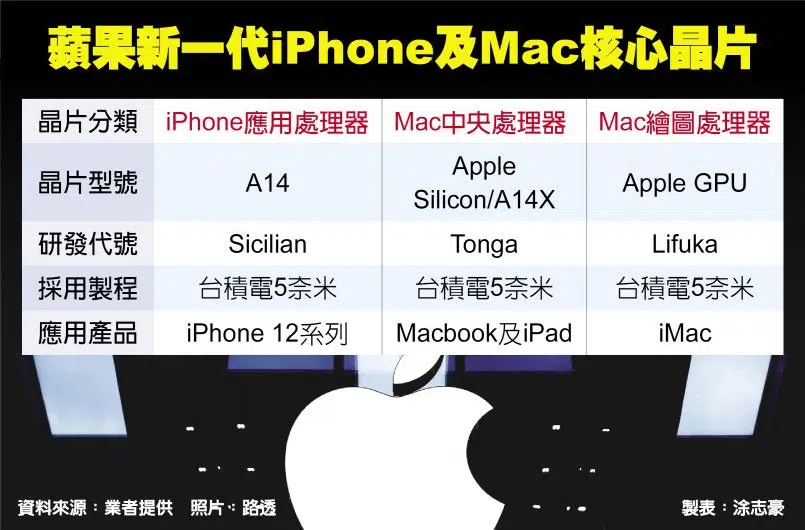 蘋果新一代iPhone及Mac核心晶片
晶片分類 iPhone應用處理器 Mac中央處理器 Mac繪圖處理器
晶片型號 A14 Apple Silicon/A14X Apple GPU
研發代號 Sicilian Tonga Lifuka
採用製程 台積電5奈米 台積電5奈米 台積電5奈米
應用產品 iPhone 12系列 Macbook及iPad iMac
資料來源：業者提供 照片：路透 製表：涂志豪